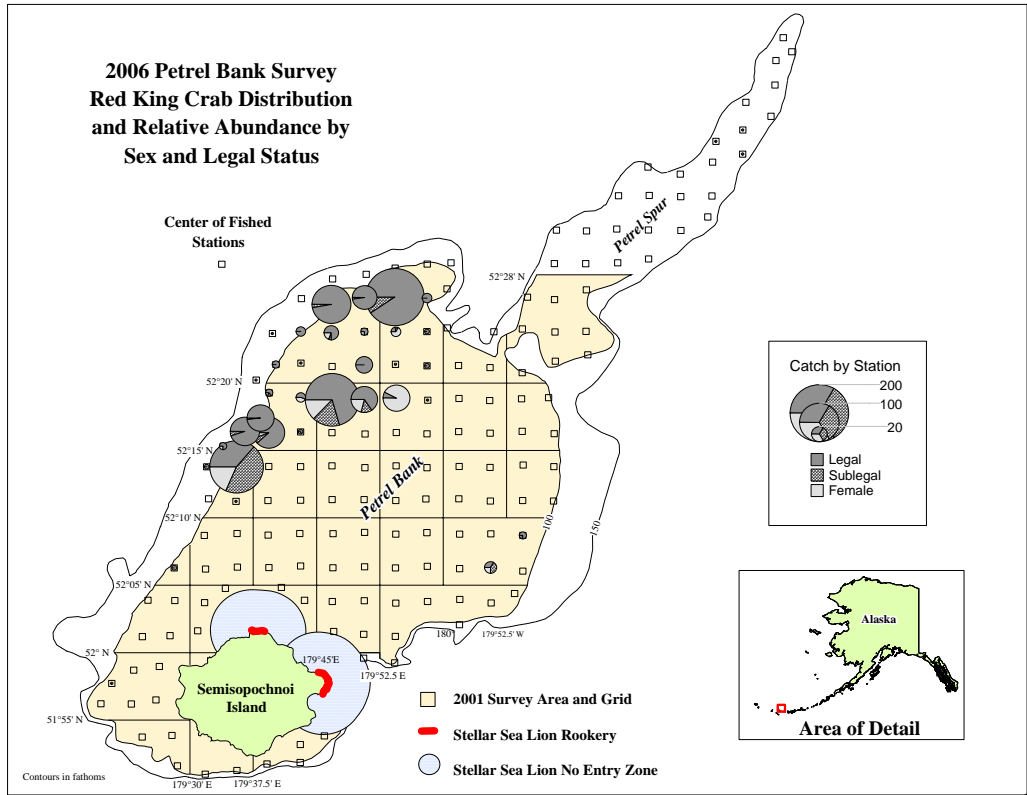 2006 Petrel Bank Survey
Red King Crab Distribution
and Relative Abundance by
Sex and Legal Status
Center of Fished
Stations
Petrel Spur
52°28' N
52°20' N
52°15' N
Petrel Bank
52°10' N
100
150
52°05' N
180°
179°52.5' W
52° N
179°45'E
179°52.5 E
Semisopochnoi
Island
51°55' N
179°30' E
179°37.5' E
Contours in fathoms
2001 Survey Area and Grid
Stellar Sea Lion Rookery
Stellar Sea Lion No Entry Zone
Catch by Station
200
100
20
Legal
Sublegal
Female
Alaska
Area of Detail